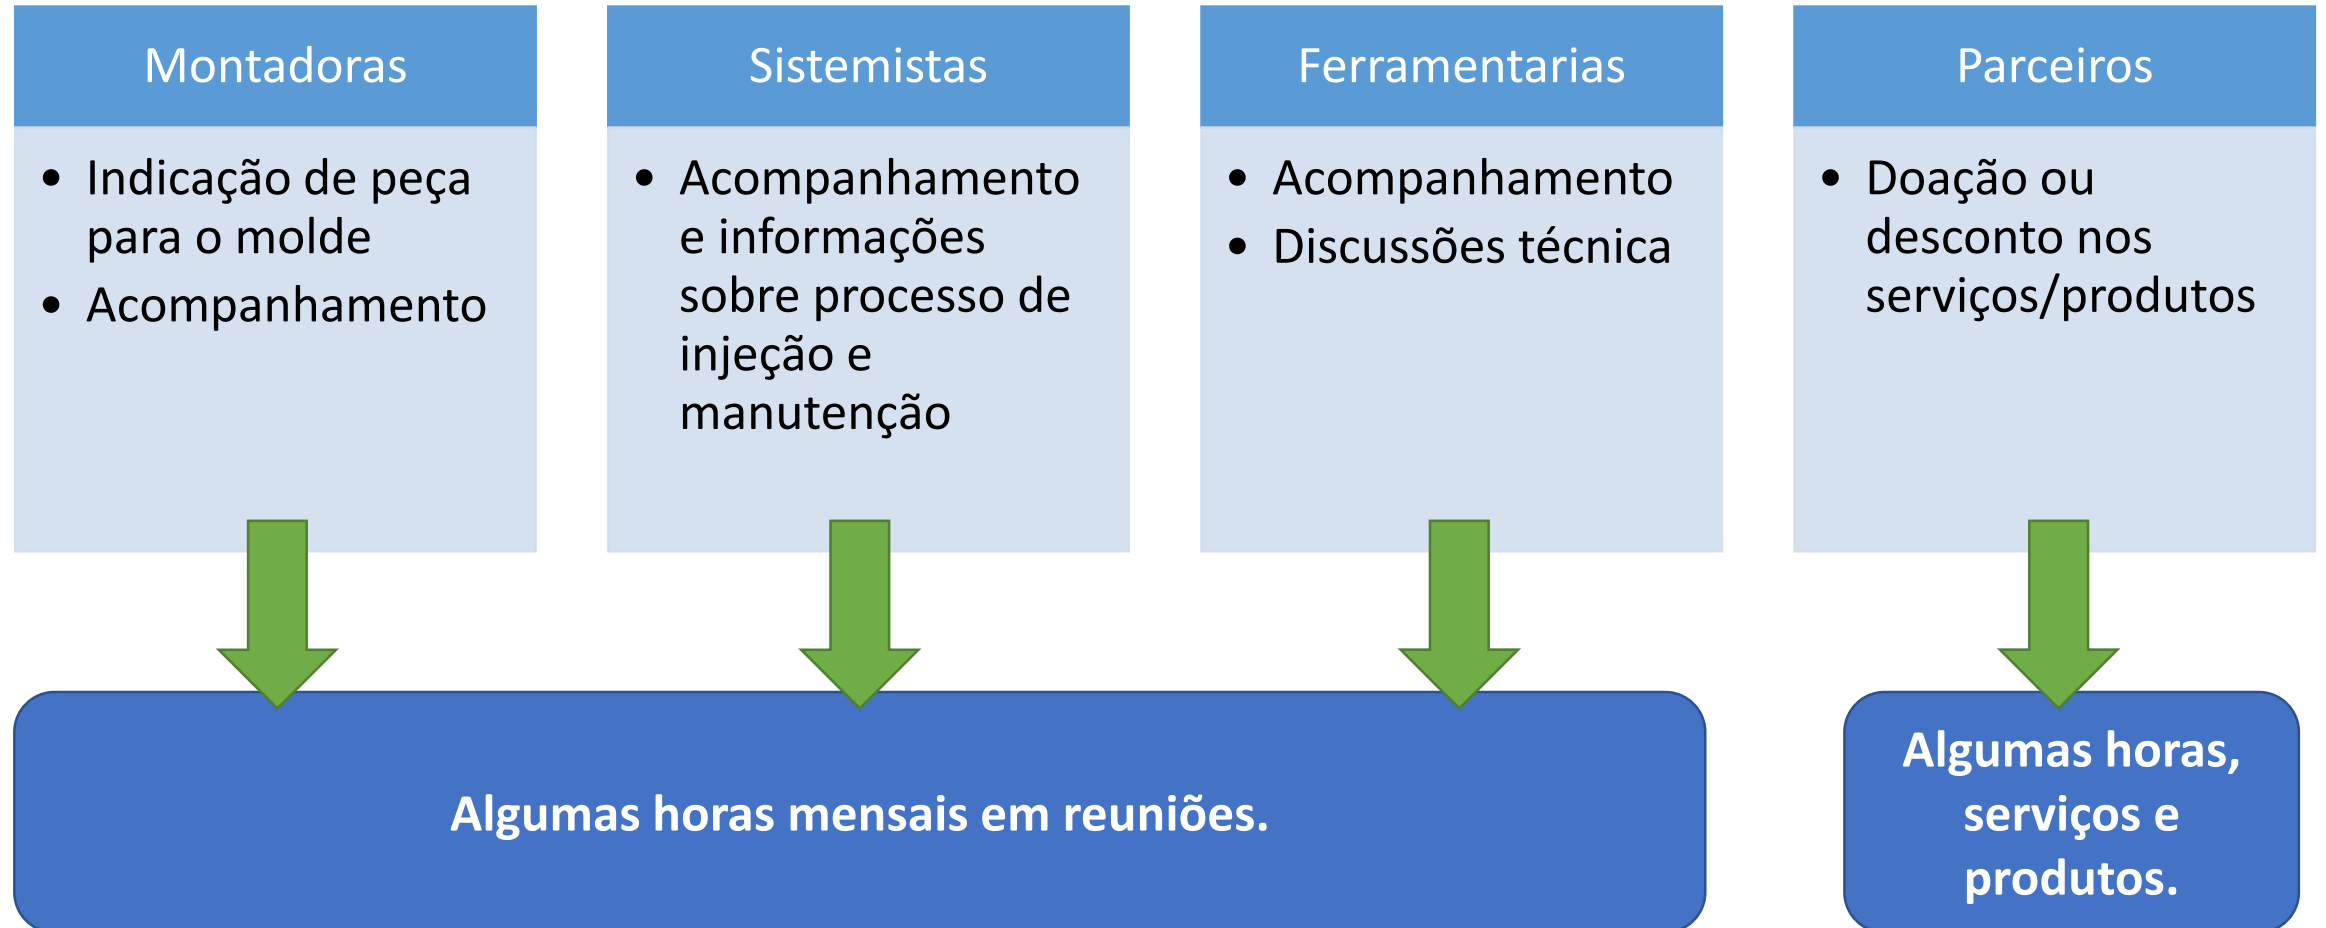 Montadoras
• Indicação de peça
para o molde
• Acompanhamento
Sistemistas
• Acompanhamento
e informações
sobre processo de
injeção e
manutenção
Ferramentarias
• Acompanhamento
• Discussões técnica
Parceiros
• Doação ou
desconto nos
serviços/produtos
Algumas horas mensais em reuniões.
Algumas horas,
serviços e
produtos.